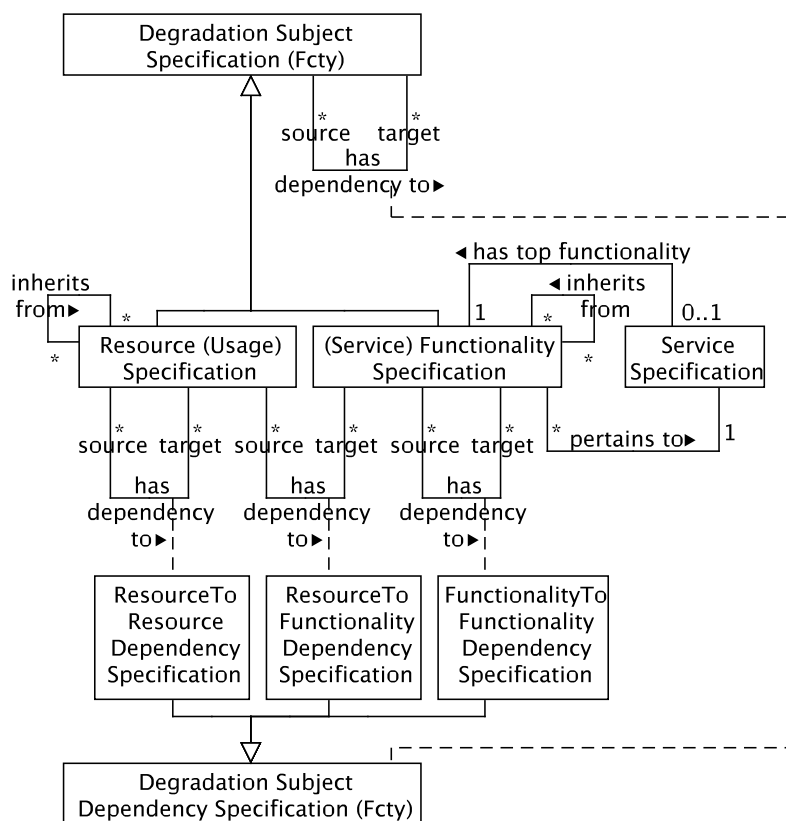 Degradation Subject
Specification (Fcty)
* *
source target
has
dependency to►
◄ has top functionality
inherits
from►
◄ inherits
from
* 1 * 0..1
* *
Resource (Usage)
Specification
(Service) Functionality
Specification
Service
Specification
* * * * * * * 1
source target source target source target pertains to►
has has has
dependency dependency dependency
to► to► to►
ResourceTo
Resource
Dependency
Specification
ResourceTo
Functionality
Dependency
Specification
FunctionalityTo
Functionality
Dependency
Specification
Degradation Subject
Dependency Specification (Fcty)